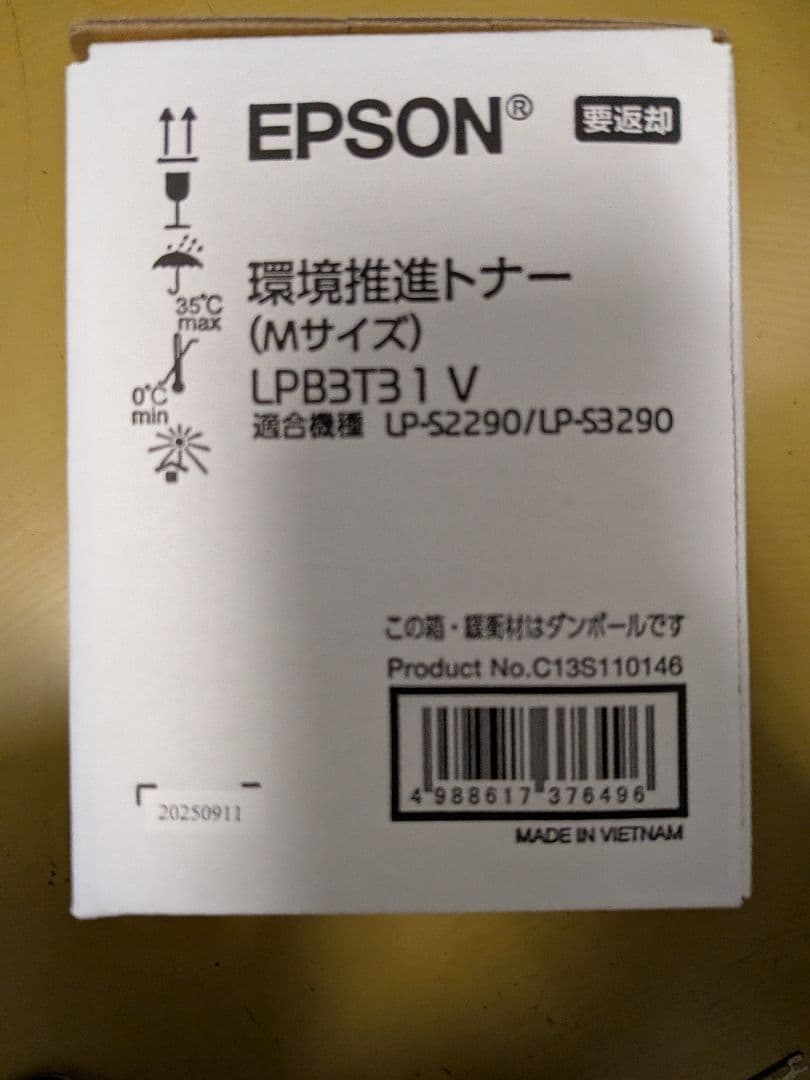 EPSON® 要返却
環境推進トナー
(Mサイズ)
LPB3T31V
適合機種 LP-S2290/LP-S3290
35℃
max
0℃
min
この箱・緩衝材はダンボールです
Product No.C13S110146
4 988617 376496
20250911
MADE IN VIETNAM